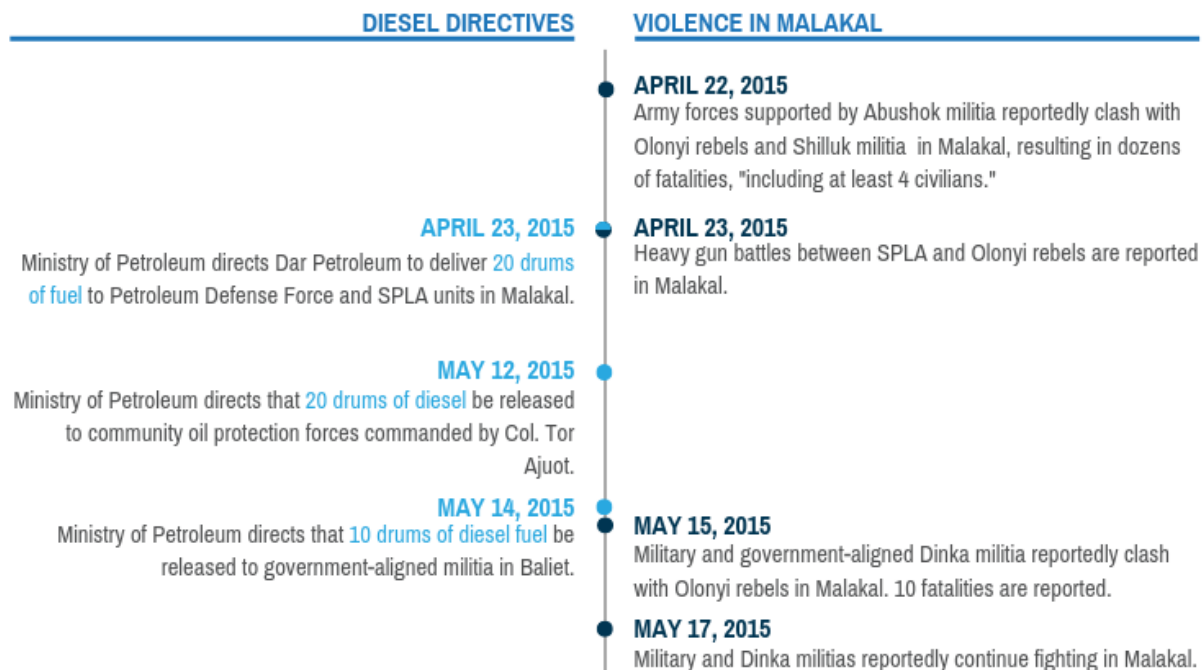 DIESEL DIRECTIVES
VIOLENCE IN MALAKAL
APRIL 22, 2015
Army forces supported by Abushok militia reportedly clash with
Olonyi rebels and Shilluk militia in Malakal, resulting in dozens
of fatalities, "including at least 4 civilians."
APRIL 23, 2015
Ministry of Petroleum directs Dar Petroleum to deliver 20 drums
of fuel to Petroleum Defense Force and SPLA units in Malakal.
APRIL 23, 2015
Heavy gun battles between SPLA and Olonyi rebels are reported
in Malakal.
MAY 12, 2015
Ministry of Petroleum directs that 20 drums of diesel be released
to community oil protection forces commanded by Col. Tor
Ajuot.
MAY 14, 2015
Ministry of Petroleum directs that 10 drums of diesel fuel be
released to government-aligned militia in Baliet.
MAY 15, 2015
Military and government-aligned Dinka militia reportedly clash
with Olonyi rebels in Malakal. 10 fatalities are reported.
MAY 17, 2015
Military and Dinka militias reportedly continue fighting in Malakal.